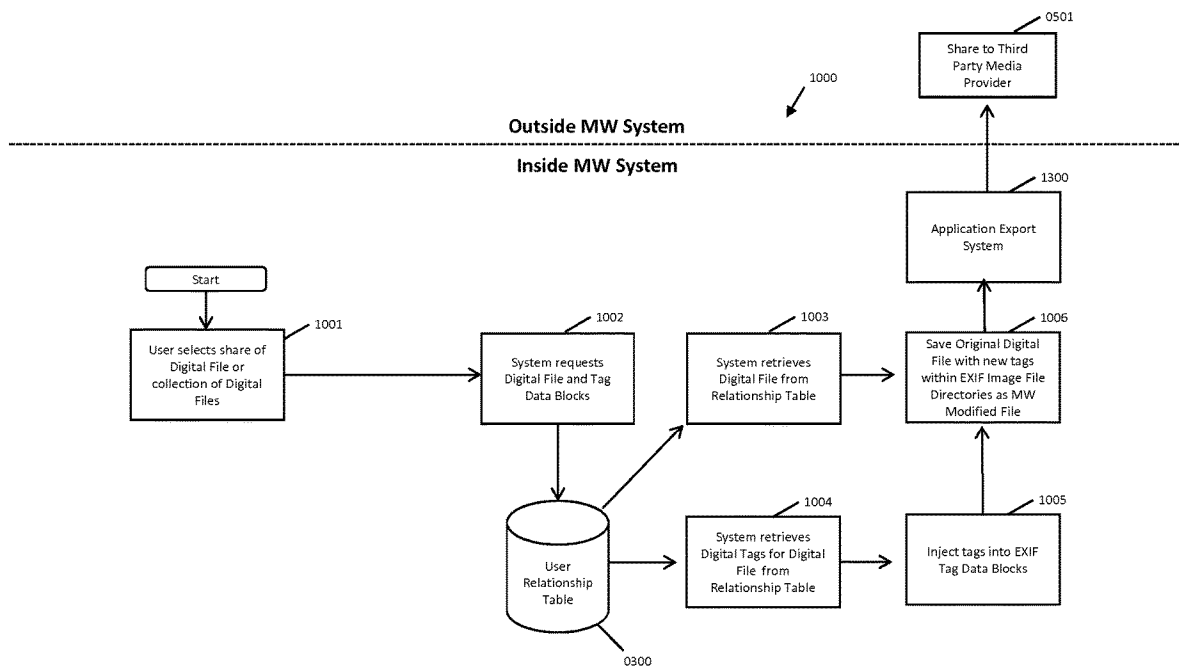 0501
Share to Third
Party Media
Provider
1000
Outside MW System
Inside MW System
1300
Application Export
System
Start
1001
User selects share of
Digital File or
collection of Digital
Files
1002
System requests
Digital File and Tag
Data Blocks
1003
System retrieves
Digital File from
Relationship Table
1006
Save Original Digital
File with new tags
within EXIF Image File
Directories as MW
Modified File
User
Relationship
Table
0300
1004
System retrieves
Digital Tags for Digital
File from
Relationship Table
1005
Inject tags into EXIF
Tag Data Blocks